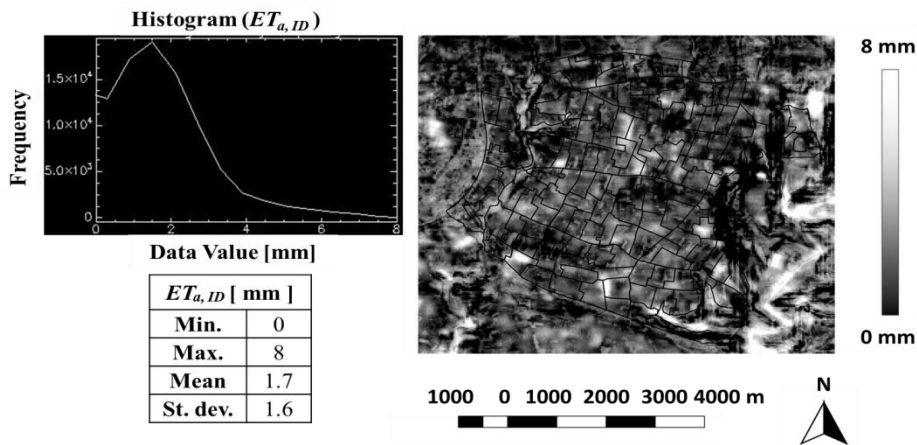 Histogram (ETa, ID)
1.5×10⁴
1.0×10⁴
5.0×10³
0
Frequency
0 2 4 6 8
Data Value [mm]
ETa, ID [ mm ]
Min. 0
Max. 8
Mean 1.7
St. dev. 1.6
8 mm
0 mm
1000 0 1000 2000 3000 4000 m
N